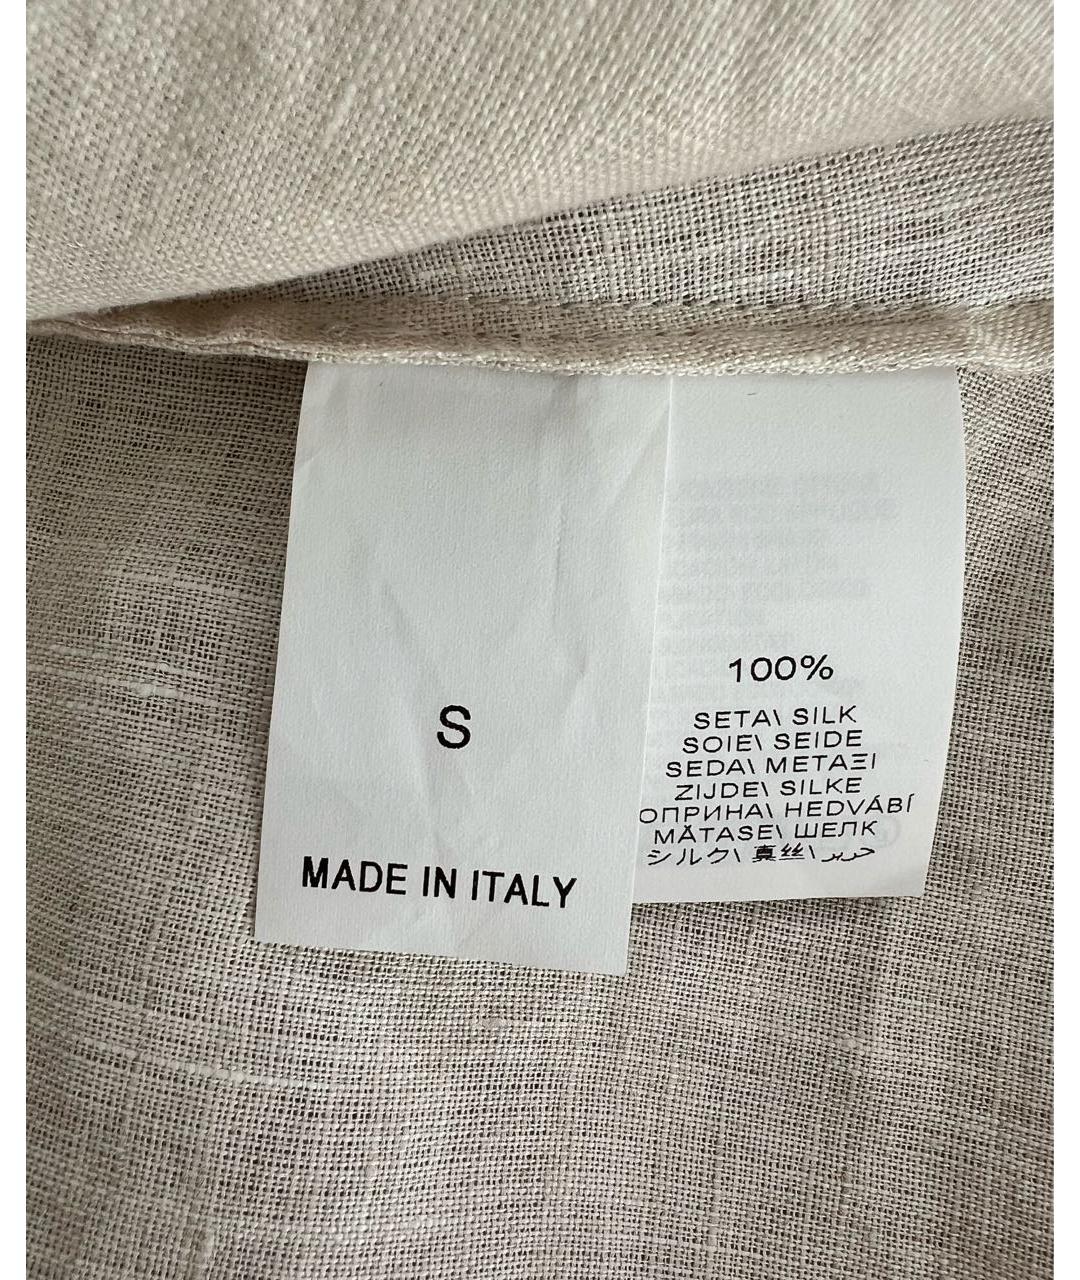 S
MADE IN ITALY
100%
SETA\ SILK
SOIE\ SEIDE
SEDA\ ΜΕΤΑΞΙ
ZIJDE\ SILKE
ОПРИНА\ HEDVÁBÍ
MĂTASE\ ШЕЛК
シルク\ 真丝\ حرير